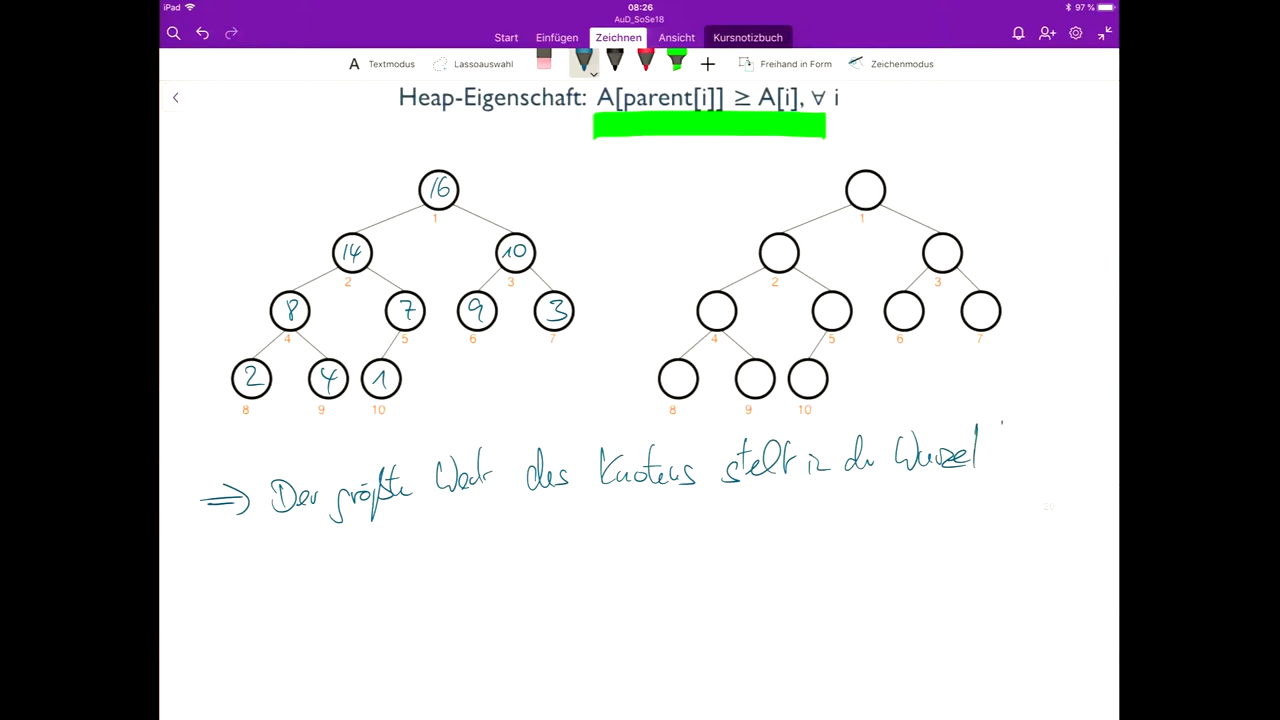 iPad 08:26 97 %
AuD_SoSe18
Start Einfügen Zeichnen Ansicht Kursnotizbuch
A Textmodus Lassoauswahl Freihand in Form Zeichenmodus
Heap-Eigenschaft: A[parent[i]] ≥ A[i], ∀ i
16
1 1
14 10
2 3 2 3
8 7 9 3
4 5 6 7 4 5 6 7
2 4 1
8 9 10 8 9 10
⇒ Der größte Wert des Knotens steht in der Wurzel
20